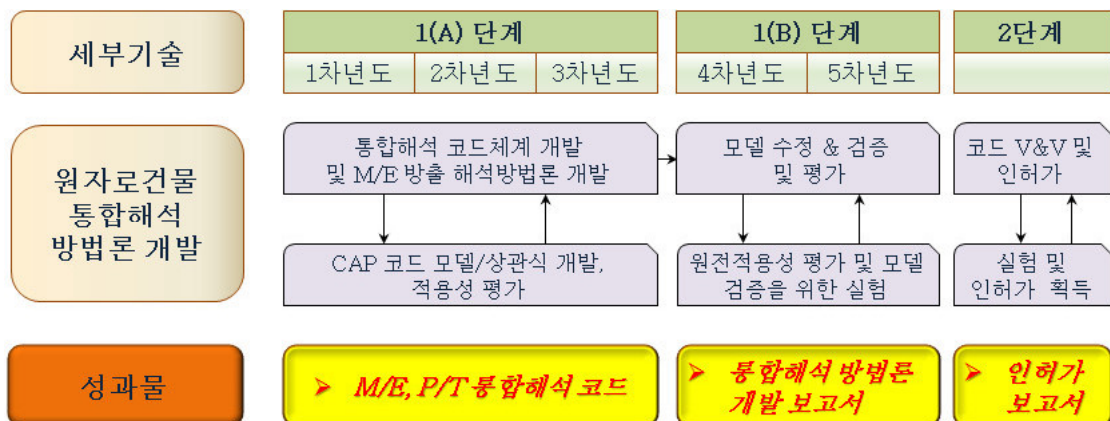 세부기술
1(A) 단계
1(B) 단계
2단계
1차년도
2차년도
3차년도
4차년도
5차년도
원자로건물
통합해석
방법론 개발
통합해석 코드체계 개발
및 M/E 방출 해석방법론 개발
모델 수정 & 검증
및 평가
코드 V&V 및
인허가
CAP 코드 모델/상관식 개발,
적용성 평가
원전적용성 평가 및 모델
검증을 위한 실험
실험 및
인허가 획득
성과물
➤ M/E, P/T 통합해석 코드
➤ 통합해석 방법론
개발 보고서
➤ 인허가
보고서